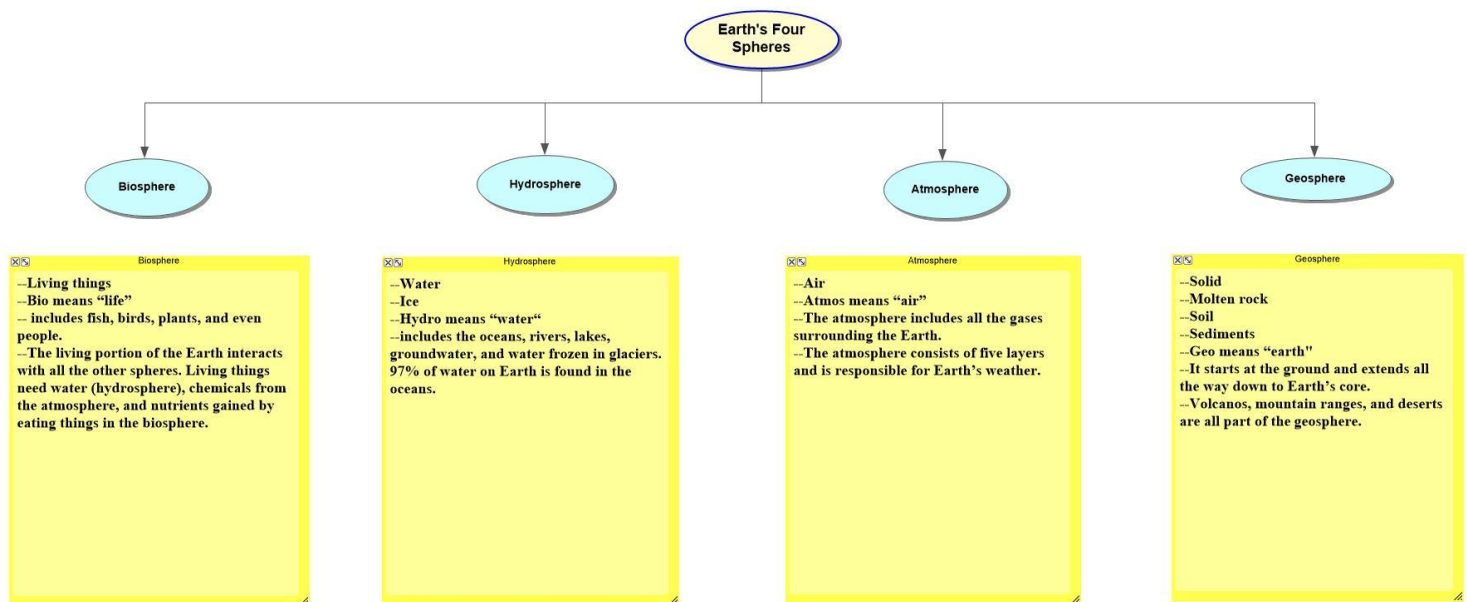 Earth's Four
Spheres
Biosphere
Hydrosphere
Atmosphere
Geosphere
Biosphere
--Living things
--Bio means “life”
-- includes fish, birds, plants, and even
people.
--The living portion of the Earth interacts
with all the other spheres. Living things
need water (hydrosphere), chemicals from
the atmosphere, and nutrients gained by
eating things in the biosphere.
Hydrosphere
--Water
--Ice
--Hydro means “water“
--includes the oceans, rivers, lakes,
groundwater, and water frozen in glaciers.
97% of water on Earth is found in the
oceans.
Atmosphere
--Air
--Atmos means “air”
--The atmosphere includes all the gases
surrounding the Earth.
--The atmosphere consists of five layers
and is responsible for Earth’s weather.
Geosphere
--Solid
--Molten rock
--Soil
--Sediments
--Geo means “earth"
--It starts at the ground and extends all
the way down to Earth’s core.
--Volcanos, mountain ranges, and deserts
are all part of the geosphere.